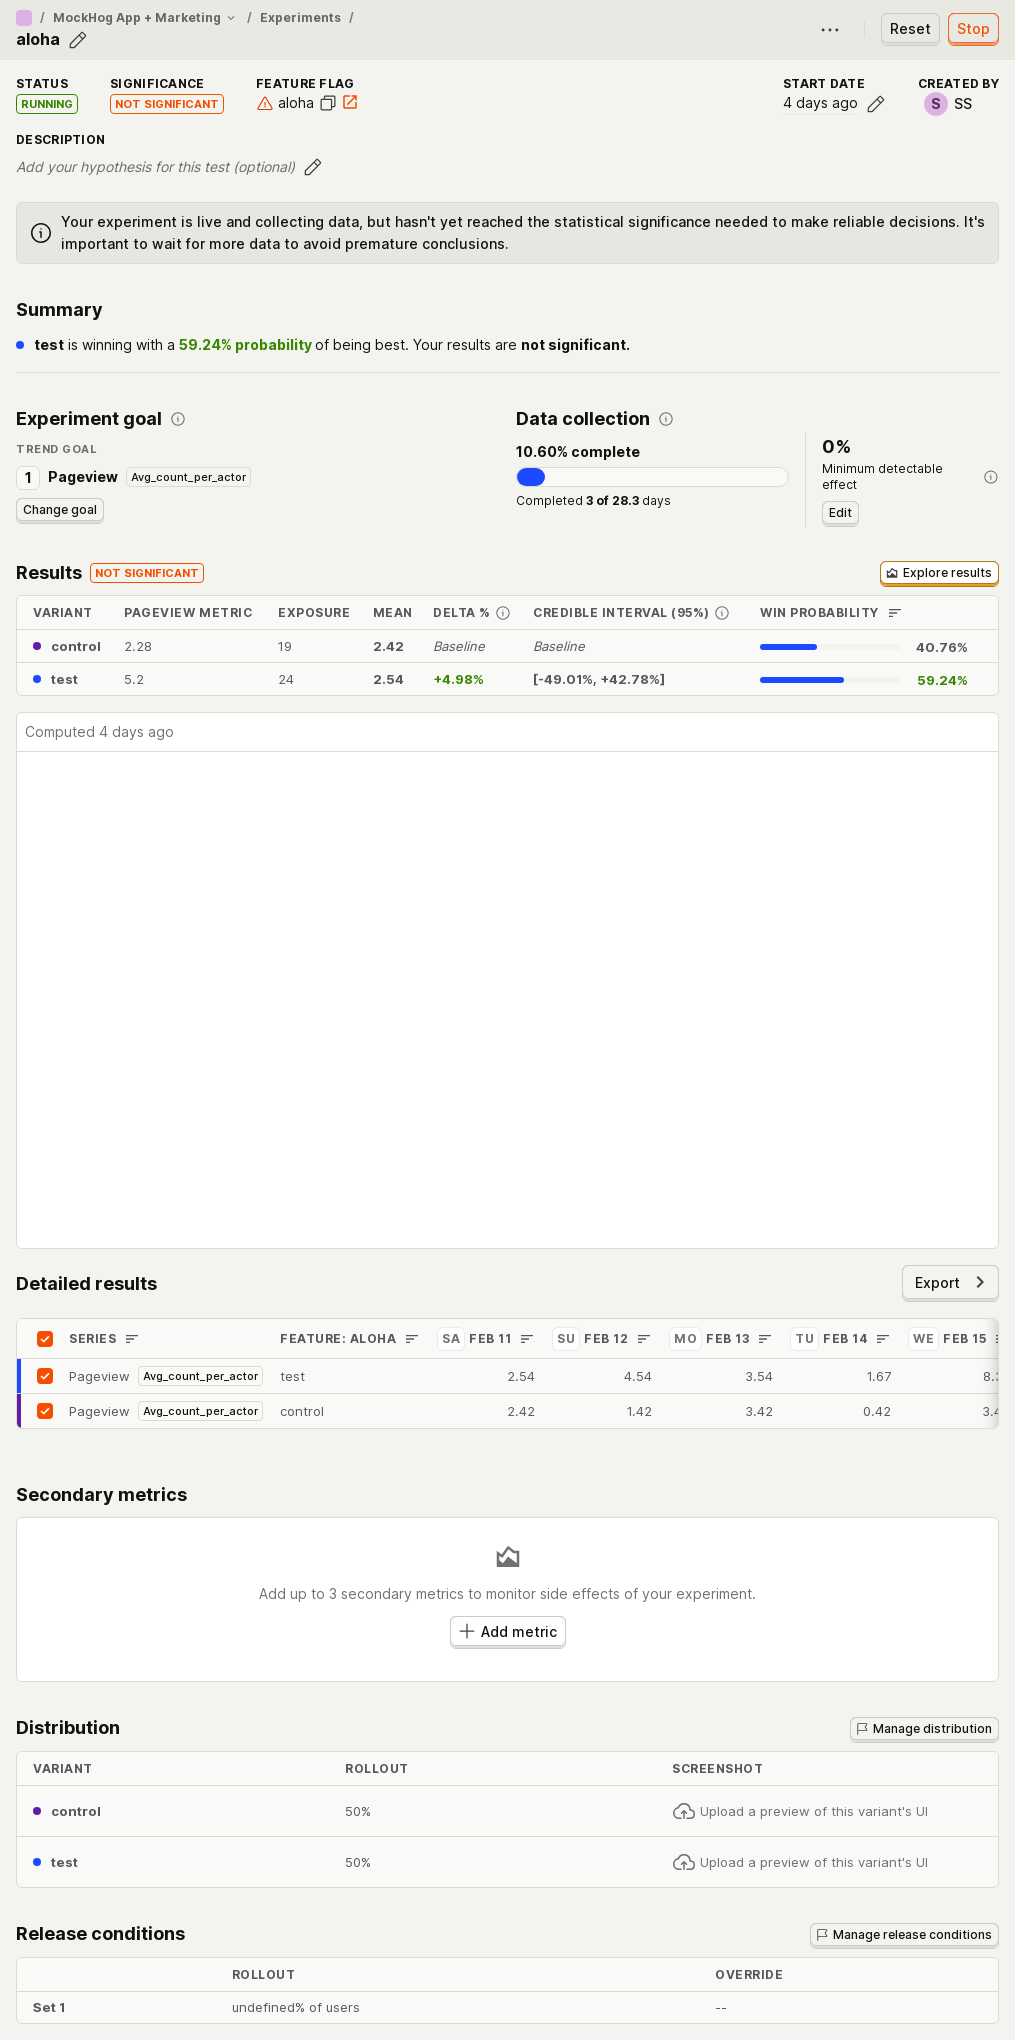 / MockHog App + Marketing / Experiments /
aloha
Reset Stop
STATUS SIGNIFICANCE FEATURE FLAG START DATE CREATED BY
RUNNING NOT SIGNIFICANT aloha 4 days ago S SS
DESCRIPTION
Add your hypothesis for this test (optional)
Your experiment is live and collecting data, but hasn't yet reached the statistical significance needed to make reliable decisions. It's
important to wait for more data to avoid premature conclusions.
Summary
test is winning with a 59.24% probability of being best. Your results are not significant.
Experiment goal
TREND GOAL
1 Pageview Avg_count_per_actor
Change goal
Data collection
10.60% complete
Completed 3 of 28.3 days
0%
Minimum detectable
effect
Edit
Results NOT SIGNIFICANT Explore results
VARIANT PAGEVIEW METRIC EXPOSURE MEAN DELTA % CREDIBLE INTERVAL (95%) WIN PROBABILITY
control 2.28 19 2.42 Baseline Baseline 40.76%
test 5.2 24 2.54 +4.98% [-49.01%, +42.78%] 59.24%
Computed 4 days ago
Detailed results Export
SERIES FEATURE: ALOHA SA FEB 11 SU FEB 12 MO FEB 13 TU FEB 14 WE FEB 15
Pageview Avg_count_per_actor test 2.54 4.54 3.54 1.67 8.3
Pageview Avg_count_per_actor control 2.42 1.42 3.42 0.42 3.4
Secondary metrics
Add up to 3 secondary metrics to monitor side effects of your experiment.
Add metric
Distribution Manage distribution
VARIANT ROLLOUT SCREENSHOT
control 50% Upload a preview of this variant's UI
test 50% Upload a preview of this variant's UI
Release conditions Manage release conditions
ROLLOUT OVERRIDE
Set 1 undefined% of users --